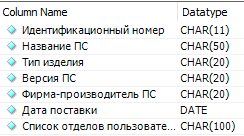 Column Name Datatype
Идентификационный номер CHAR(11)
Название ПС CHAR(50)
Тип изделия CHAR(20)
Версия ПС CHAR(20)
Фирма-производитель ПС CHAR(20)
Дата поставки DATE
Список отделов пользовате... CHAR(100)